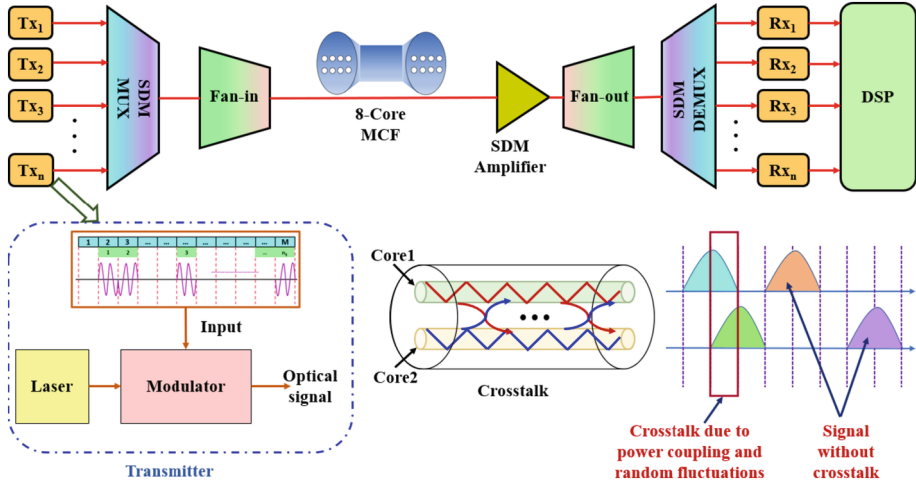 Tx1
Tx2
Tx3
Txn
SDM
MUX
Fan-in
8-Core
MCF
SDM
Amplifier
Fan-out
SDM
DEMUX
Rx1
Rx2
Rx3
Rxn
DSP
1 2 3 ... ... ... ... ... ... M
1 2 3 ... ns
Input
Laser
Modulator
Optical
signal
Transmitter
Core1
Core2
Crosstalk
Crosstalk due to
power coupling and
random fluctuations
Signal
without
crosstalk